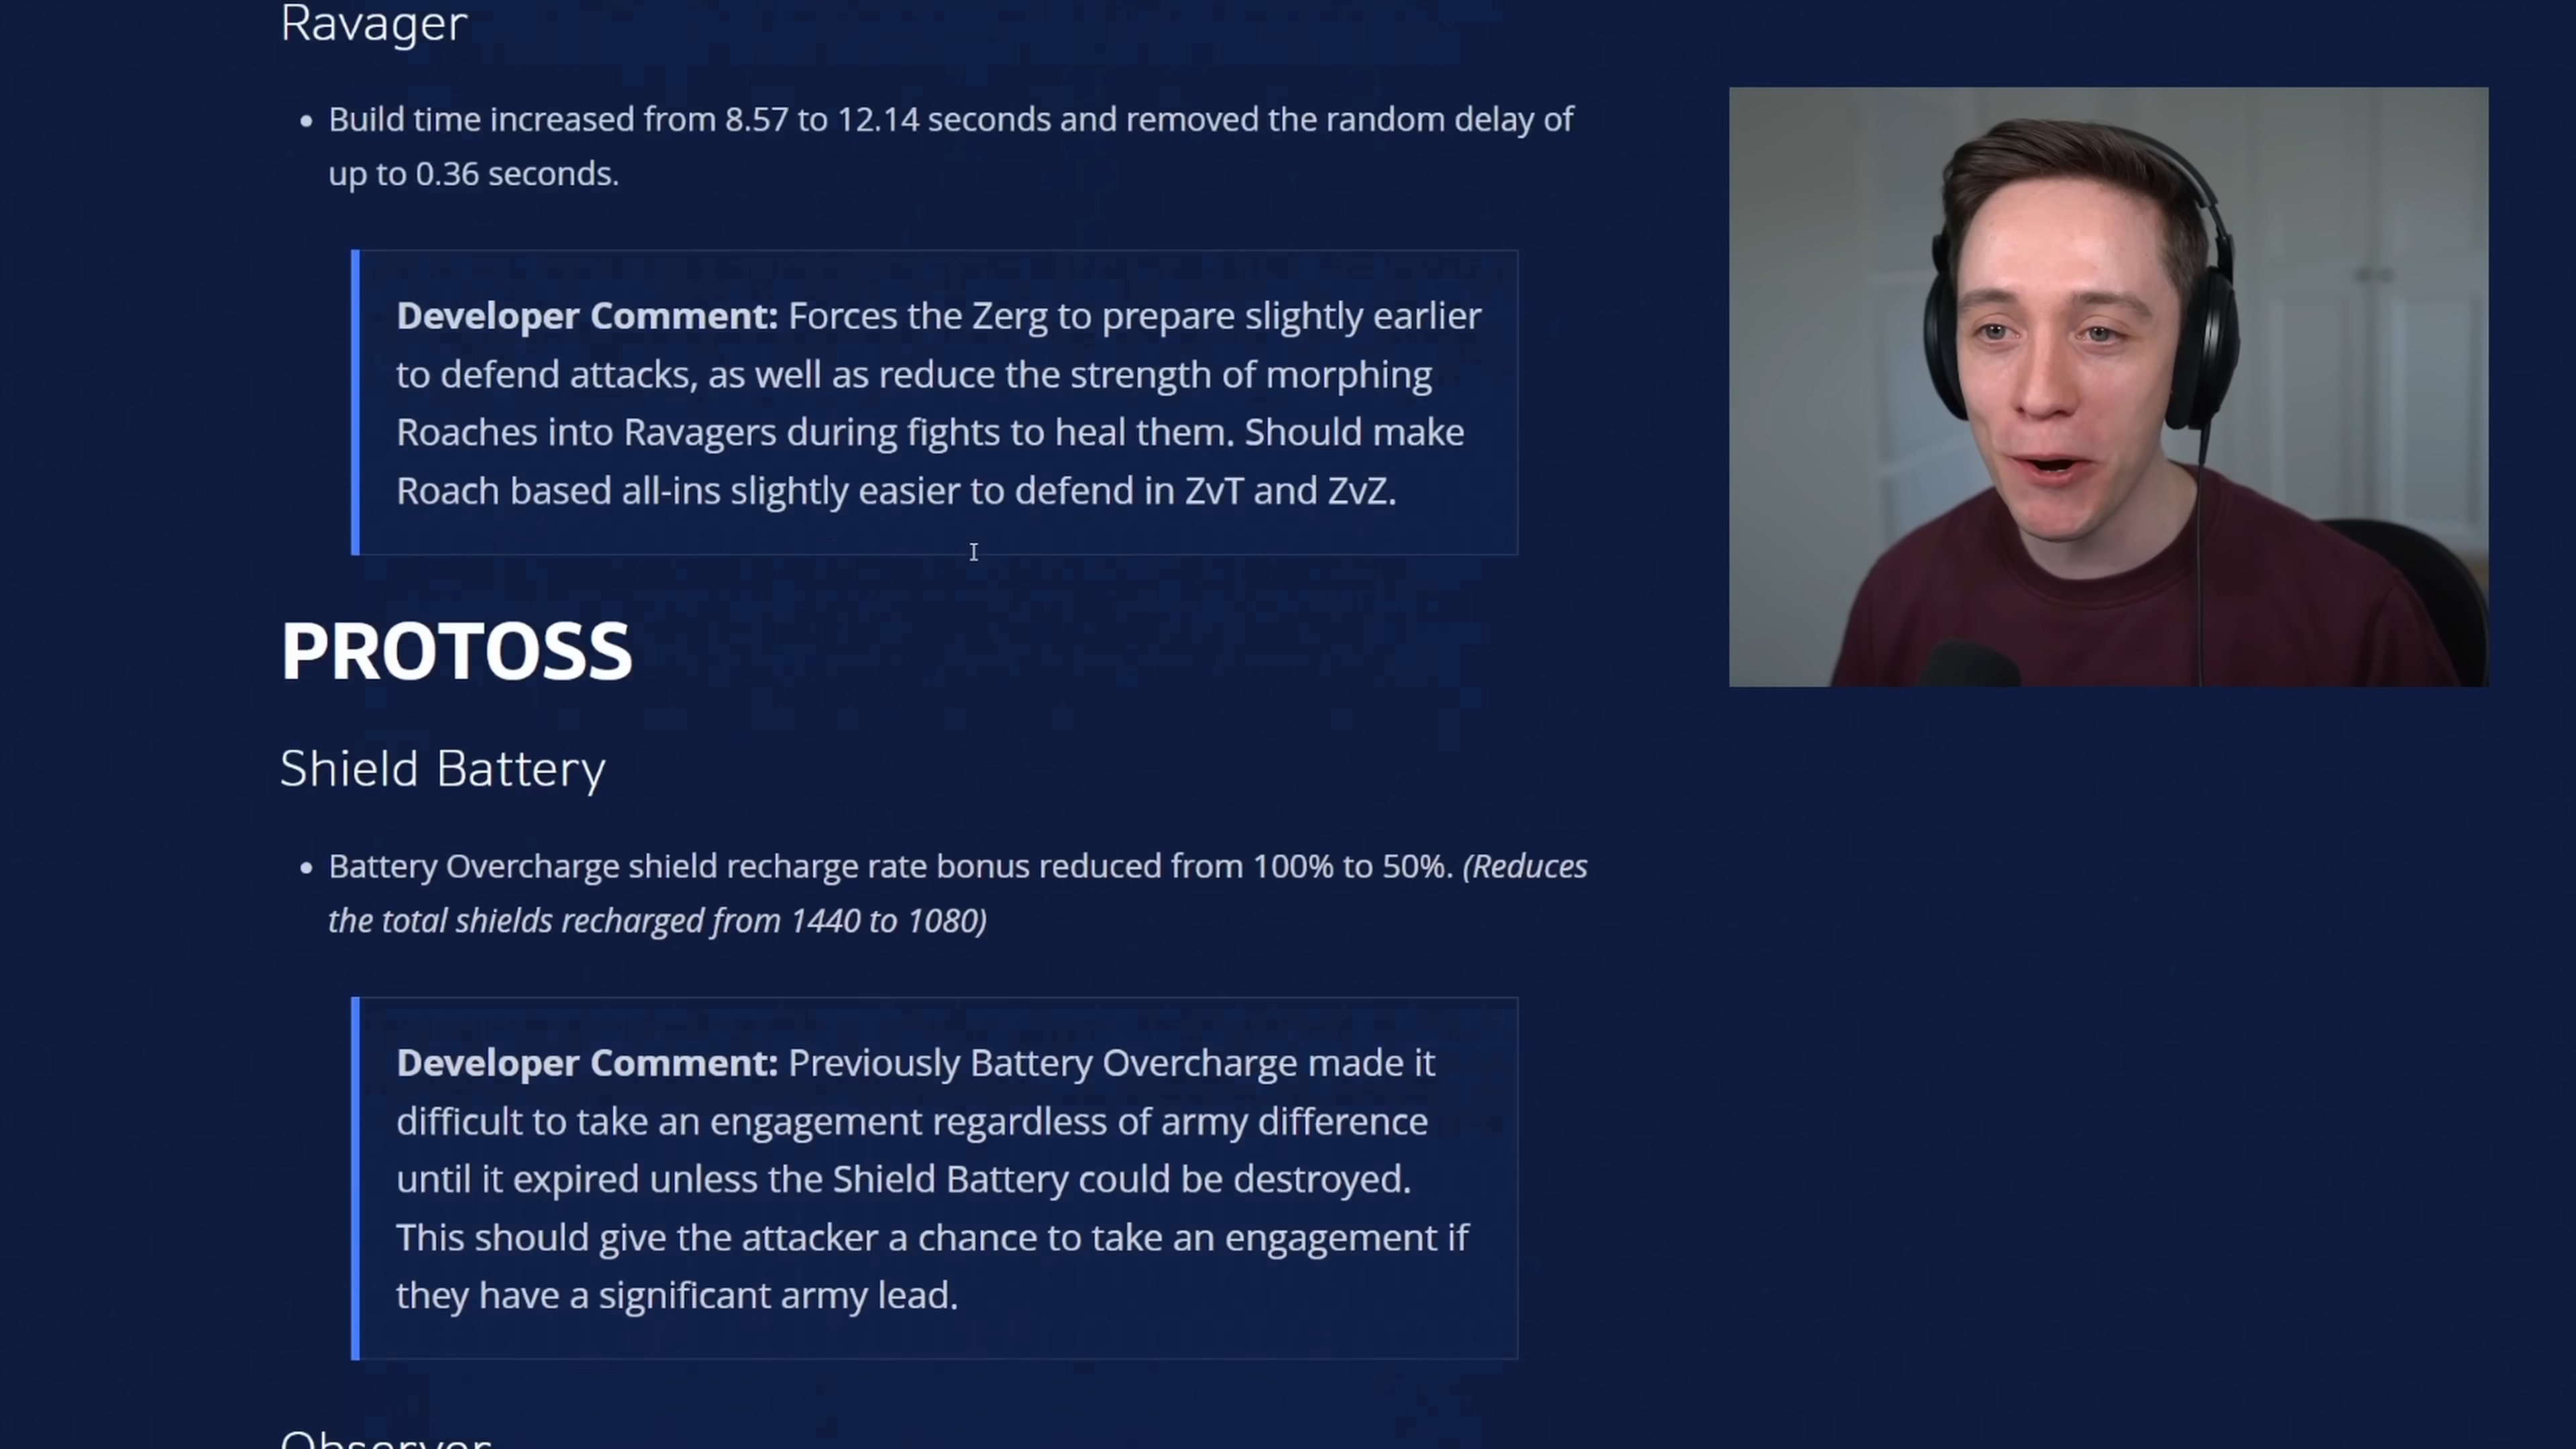 Ravager
• Build time increased from 8.57 to 12.14 seconds and removed the random delay of
up to 0.36 seconds.
Developer Comment: Forces the Zerg to prepare slightly earlier
to defend attacks, as well as reduce the strength of morphing
Roaches into Ravagers during fights to heal them. Should make
Roach based all-ins slightly easier to defend in ZvT and ZvZ.
PROTOSS
Shield Battery
• Battery Overcharge shield recharge rate bonus reduced from 100% to 50%. (Reduces
the total shields recharged from 1440 to 1080)
Developer Comment: Previously Battery Overcharge made it
difficult to take an engagement regardless of army difference
until it expired unless the Shield Battery could be destroyed.
This should give the attacker a chance to take an engagement if
they have a significant army lead.
Observer